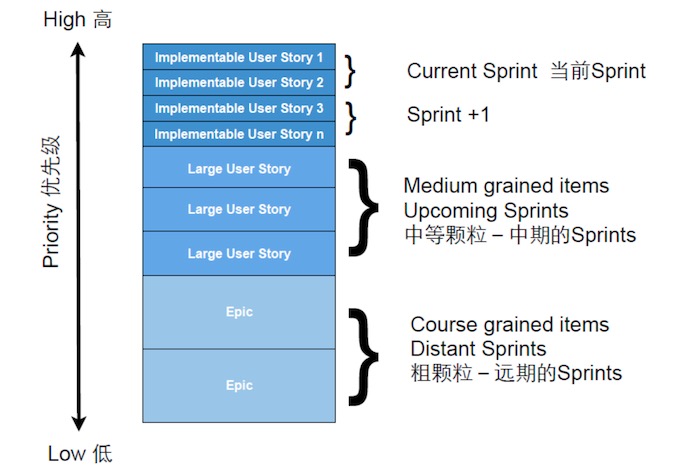 High 高
Priority 优先级
Implementable User Story 1
Implementable User Story 2
Implementable User Story 3
Implementable User Story n
Large User Story
Large User Story
Large User Story
Epic
Epic
Low 低
Current Sprint 当前Sprint
Sprint +1
Medium grained items
Upcoming Sprints
中等颗粒 – 中期的Sprints
Course grained items
Distant Sprints
粗颗粒 – 远期的Sprints